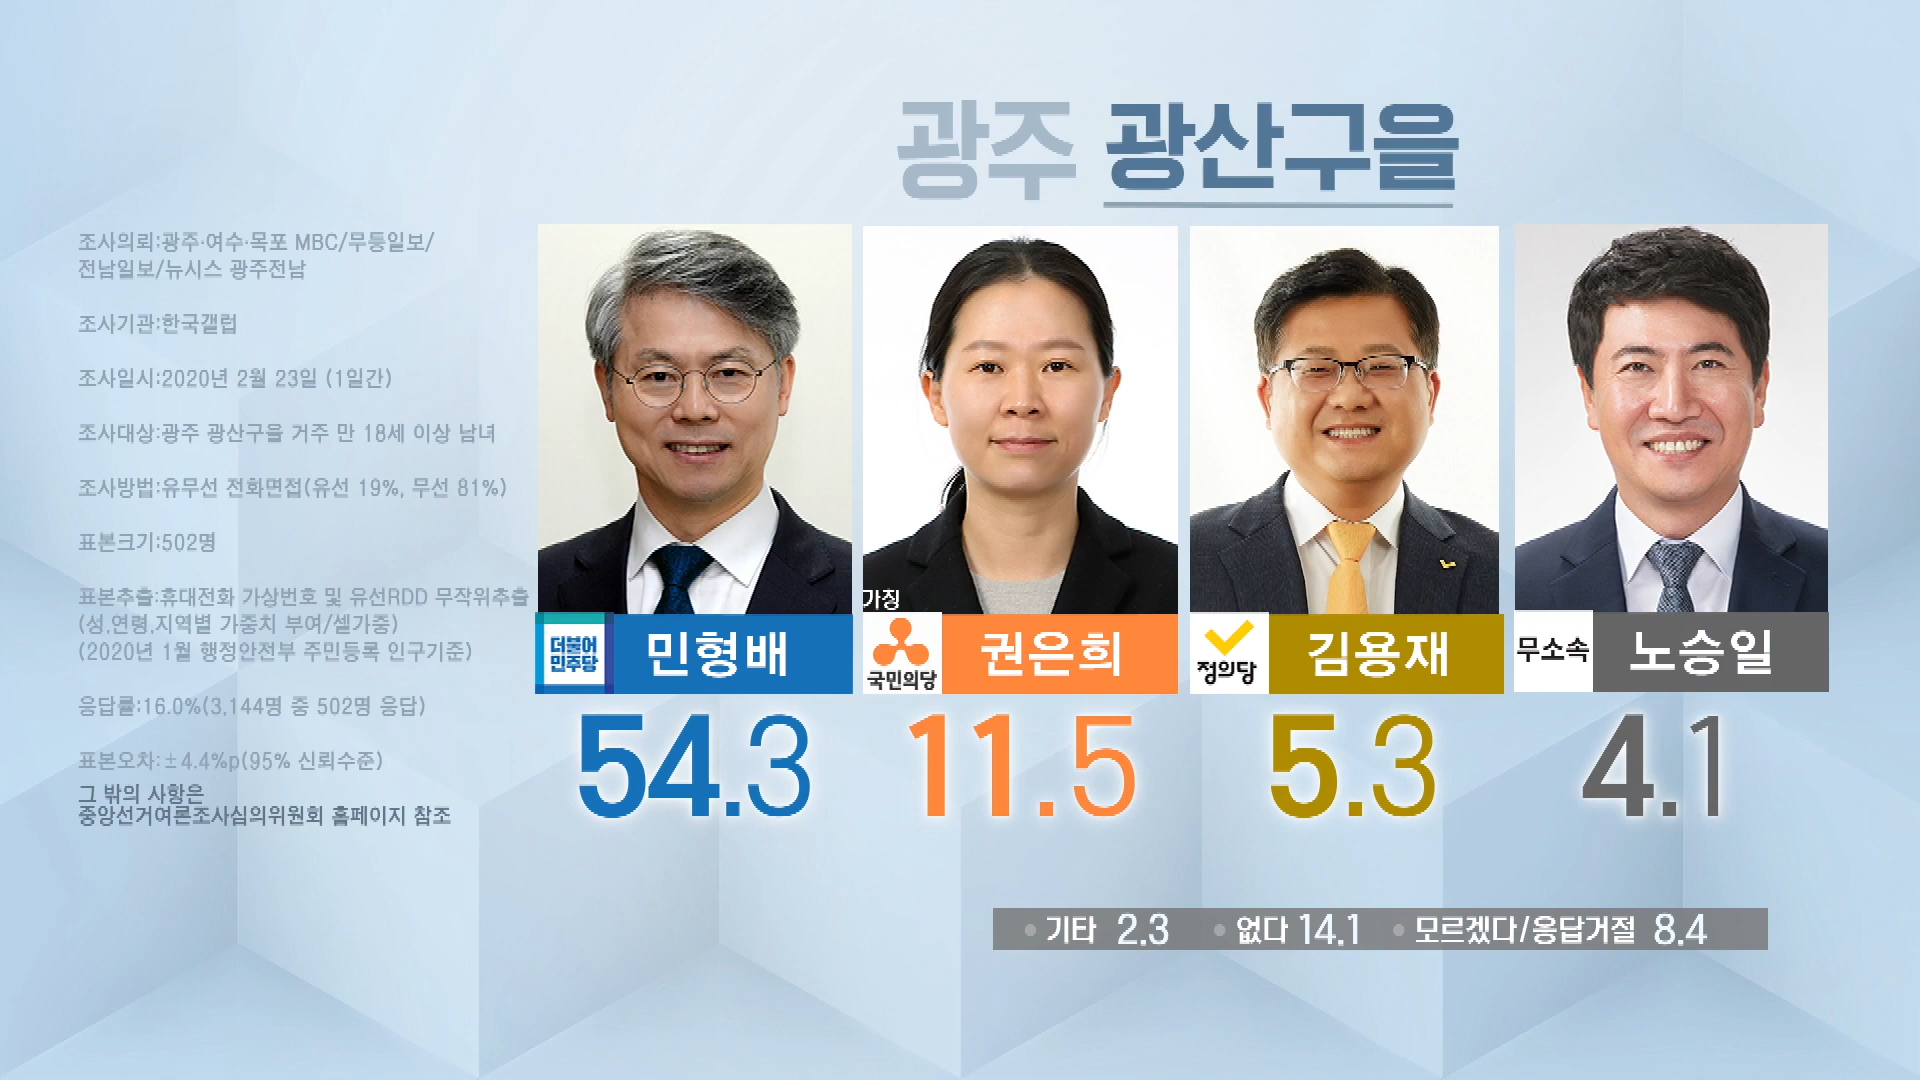 광주 광산구을
조사의뢰:광주·여수·목포 MBC/무등일보/
전남일보/뉴시스 광주전남
조사기관:한국갤럽
조사일시:2020년 2월 23일 (1일간)
조사대상:광주 광산구을 거주 만 18세 이상 남녀
조사방법:유무선 전화면접(유선 19%, 무선 81%)
표본크기:502명
표본추출:휴대전화 가상번호 및 유선RDD 무작위추출
(성,연령,지역별 가중치 부여/셀가중)
(2020년 1월 행정안전부 주민등록 인구기준)
응답률:16.0%(3,144명 중 502명 응답)
표본오차:±4.4%p(95% 신뢰수준)
그 밖의 사항은
중앙선거여론조사심의위원회 홈페이지 참조
더불어
민주당
민형배
54.3
가칭
국민의당
권은희
11.5
정의당
김용재
5.3
무소속
노승일
4.1
• 기타 2.3 • 없다 14.1 • 모르겠다/응답거절 8.4